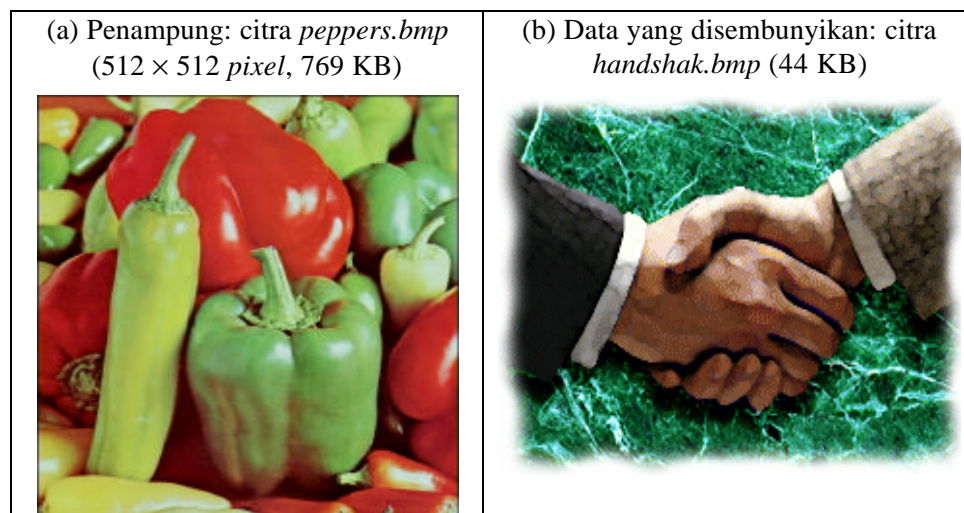 (a) Penampung: citra peppers.bmp
(512 × 512 pixel, 769 KB)
(b) Data yang disembunyikan: citra
handshak.bmp (44 KB)